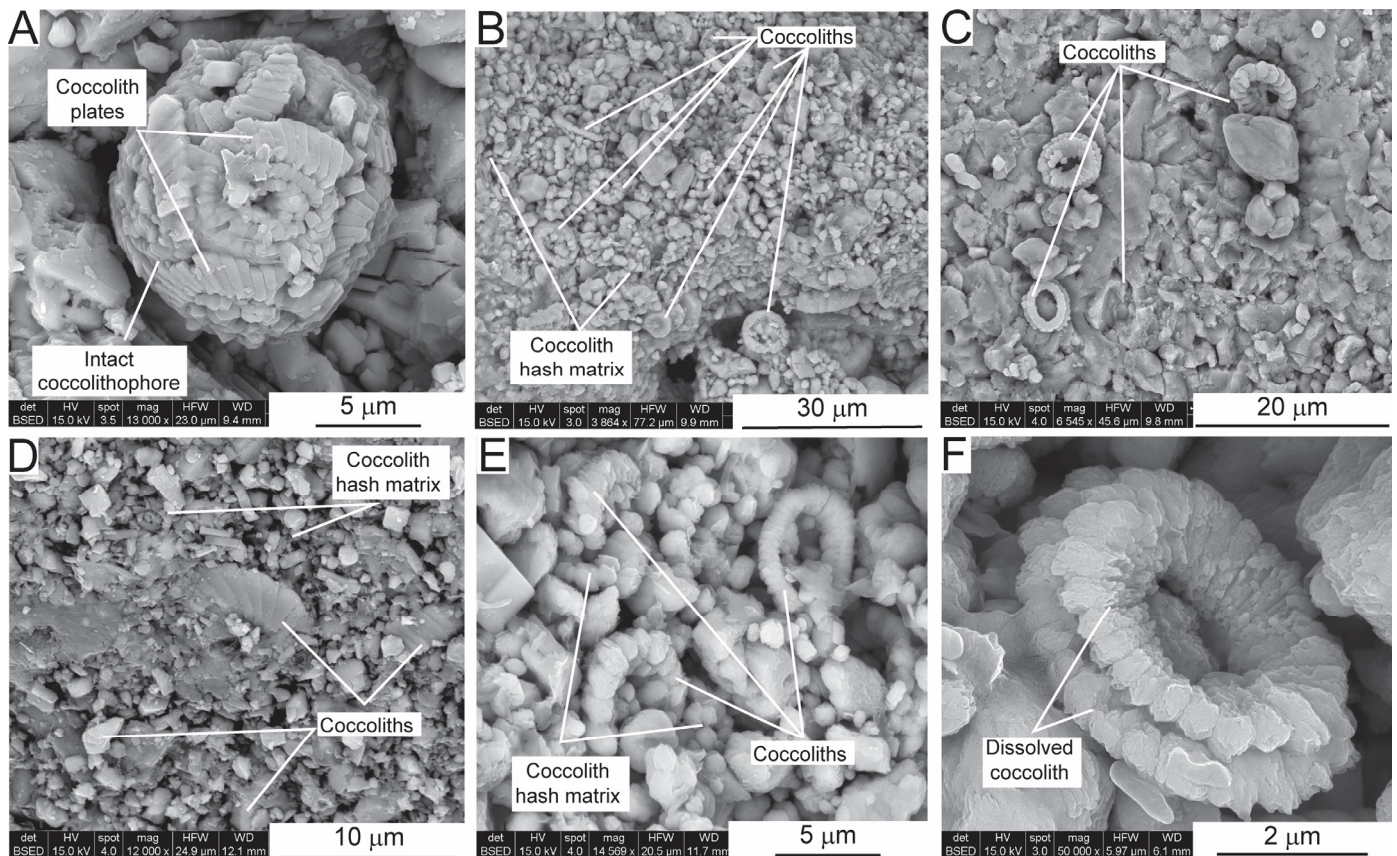 A
Coccolith
plates
Intact
coccolithophore
det HV spot mag HFW WD
BSED 15.0 kV 3.5 13 000 x 23.0 µm 9.4 mm
5 µm
B
Coccoliths
Coccolith
hash matrix
det HV spot mag HFW WD
BSED 15.0 kV 3.0 3 864 x 77.2 µm 9.9 mm
30 µm
C
Coccoliths
det HV spot mag HFW WD
BSED 15.0 kV 4.0 6 545 x 45.6 µm 9.8 mm
20 µm
D
Coccolith
hash matrix
Coccoliths
det HV spot mag HFW WD
BSED 15.0 kV 4.0 12 000 x 24.9 µm 12.1 mm
10 µm
E
Coccoliths
Coccolith
hash matrix
det HV spot mag HFW WD
BSED 15.0 kV 4.0 14 569 x 20.5 µm 11.7 mm
5 µm
F
Dissolved
coccolith
det HV spot mag HFW WD
BSED 15.0 kV 3.0 50 000 x 5.97 µm 6.1 mm
2 µm